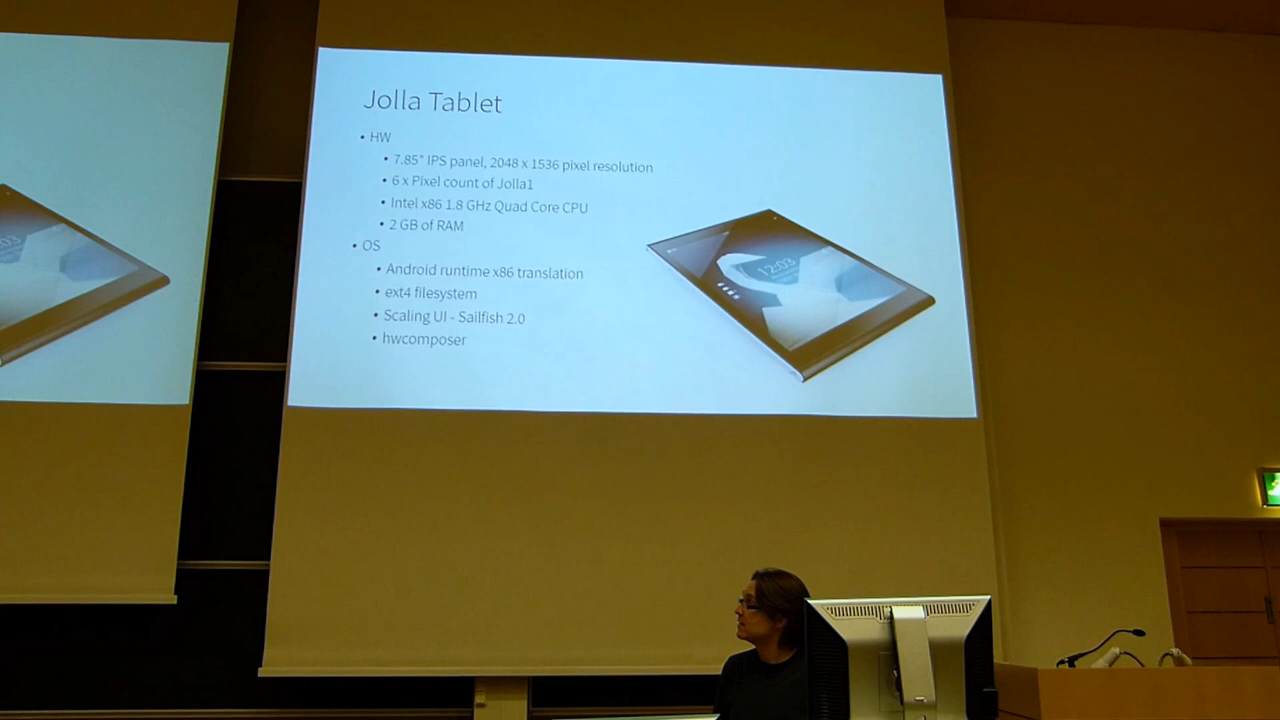 Jolla Tablet
• HW
• 7.85" IPS panel, 2048 x 1536 pixel resolution
• 6 x Pixel count of Jolla1
• Intel x86 1.8 GHz Quad Core CPU
• 2 GB of RAM
• OS
• Android runtime x86 translation
• ext4 filesystem
• Scaling UI - Sailfish 2.0
• hwcomposer
12:03